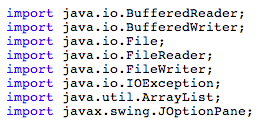 import java.io.BufferedReader;
import java.io.BufferedWriter;
import java.io.File;
import java.io.FileReader;
import java.io.FileWriter;
import java.io.IOException;
import java.util.ArrayList;
import javax.swing.JOptionPane;